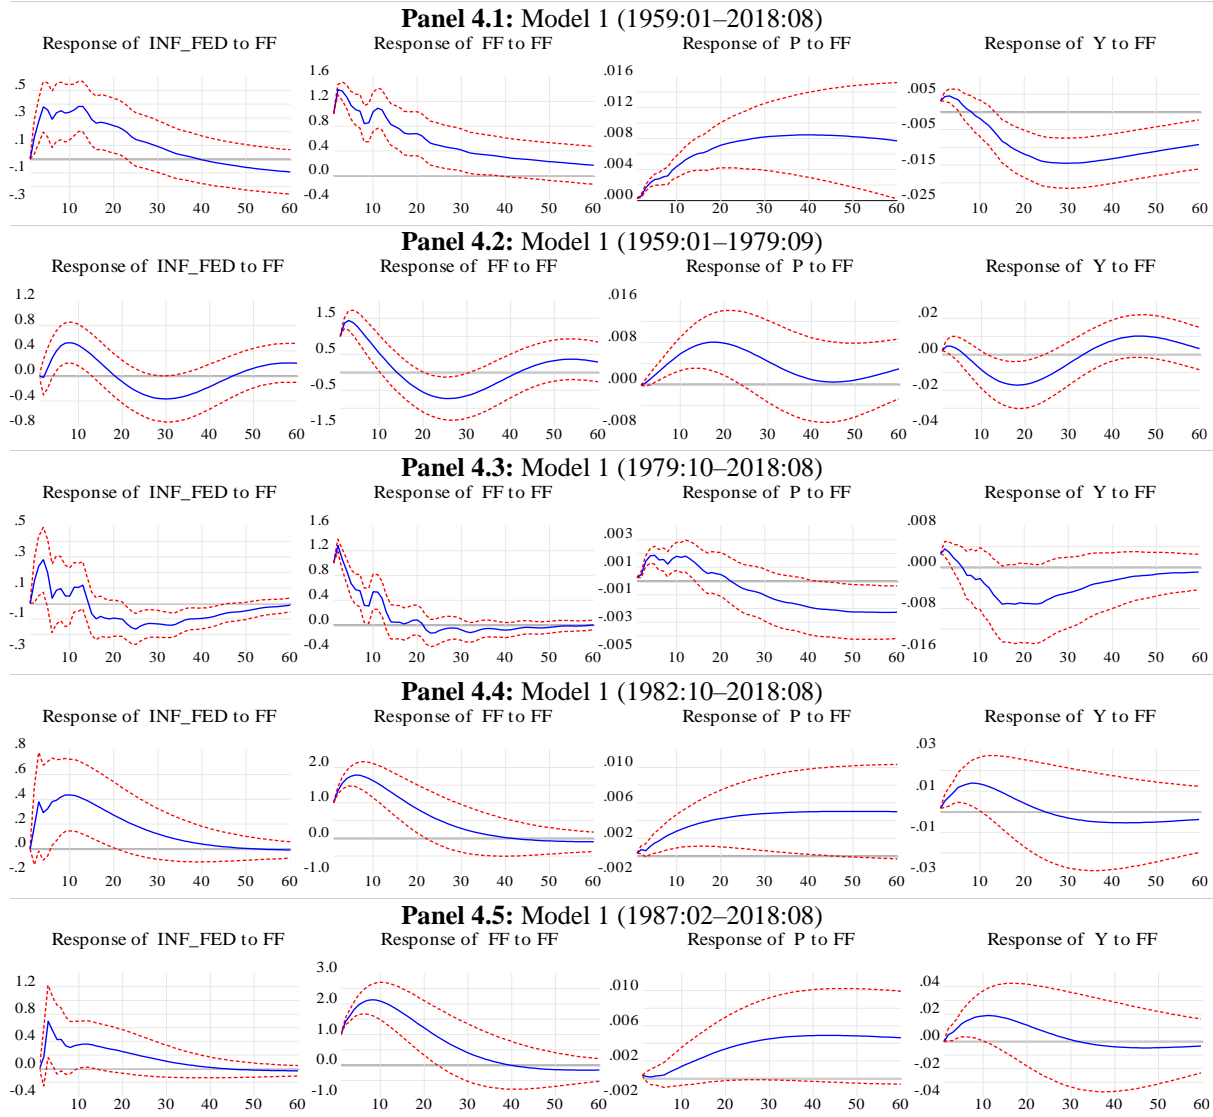 Panel 4.1: Model 1 (1959:01–2018:08)
Response of INF_FED to FF
Response of FF to FF
Response of P to FF
Response of Y to FF
.5
.3
.1
-.1
-.3
10 20 30 40 50 60
1.6
1.2
0.8
0.4
0.0
-0.4
10 20 30 40 50 60
.016
.012
.008
.004
.000
10 20 30 40 50 60
.005
-.005
-.015
-.025
10 20 30 40 50 60
Panel 4.2: Model 1 (1959:01–1979:09)
Response of INF_FED to FF
Response of FF to FF
Response of P to FF
Response of Y to FF
1.2
0.8
0.4
0.0
-0.4
-0.8
10 20 30 40 50 60
1.5
0.5
-0.5
-1.5
10 20 30 40 50 60
.016
.008
.000
-.008
10 20 30 40 50 60
.02
.00
-.02
-.04
10 20 30 40 50 60
Panel 4.3: Model 1 (1979:10–2018:08)
Response of INF_FED to FF
Response of FF to FF
Response of P to FF
Response of Y to FF
.5
.3
.1
-.1
-.3
10 20 30 40 50 60
1.6
1.2
0.8
0.4
0.0
-0.4
10 20 30 40 50 60
.003
.001
-.001
-.003
-.005
10 20 30 40 50 60
.008
.000
-.008
-.016
10 20 30 40 50 60
Panel 4.4: Model 1 (1982:10–2018:08)
Response of INF_FED to FF
Response of FF to FF
Response of P to FF
Response of Y to FF
.8
.6
.4
.2
.0
-.2
10 20 30 40 50 60
2.0
1.0
0.0
-1.0
10 20 30 40 50 60
.010
.006
.002
-.002
10 20 30 40 50 60
.03
.01
-.01
-.03
10 20 30 40 50 60
Panel 4.5: Model 1 (1987:02–2018:08)
Response of INF_FED to FF
Response of FF to FF
Response of P to FF
Response of Y to FF
1.2
0.8
0.4
0.0
-0.4
10 20 30 40 50 60
3.0
2.0
1.0
0.0
-1.0
10 20 30 40 50 60
.010
.006
.002
-.002
10 20 30 40 50 60
.04
.02
.00
-.02
-.04
10 20 30 40 50 60